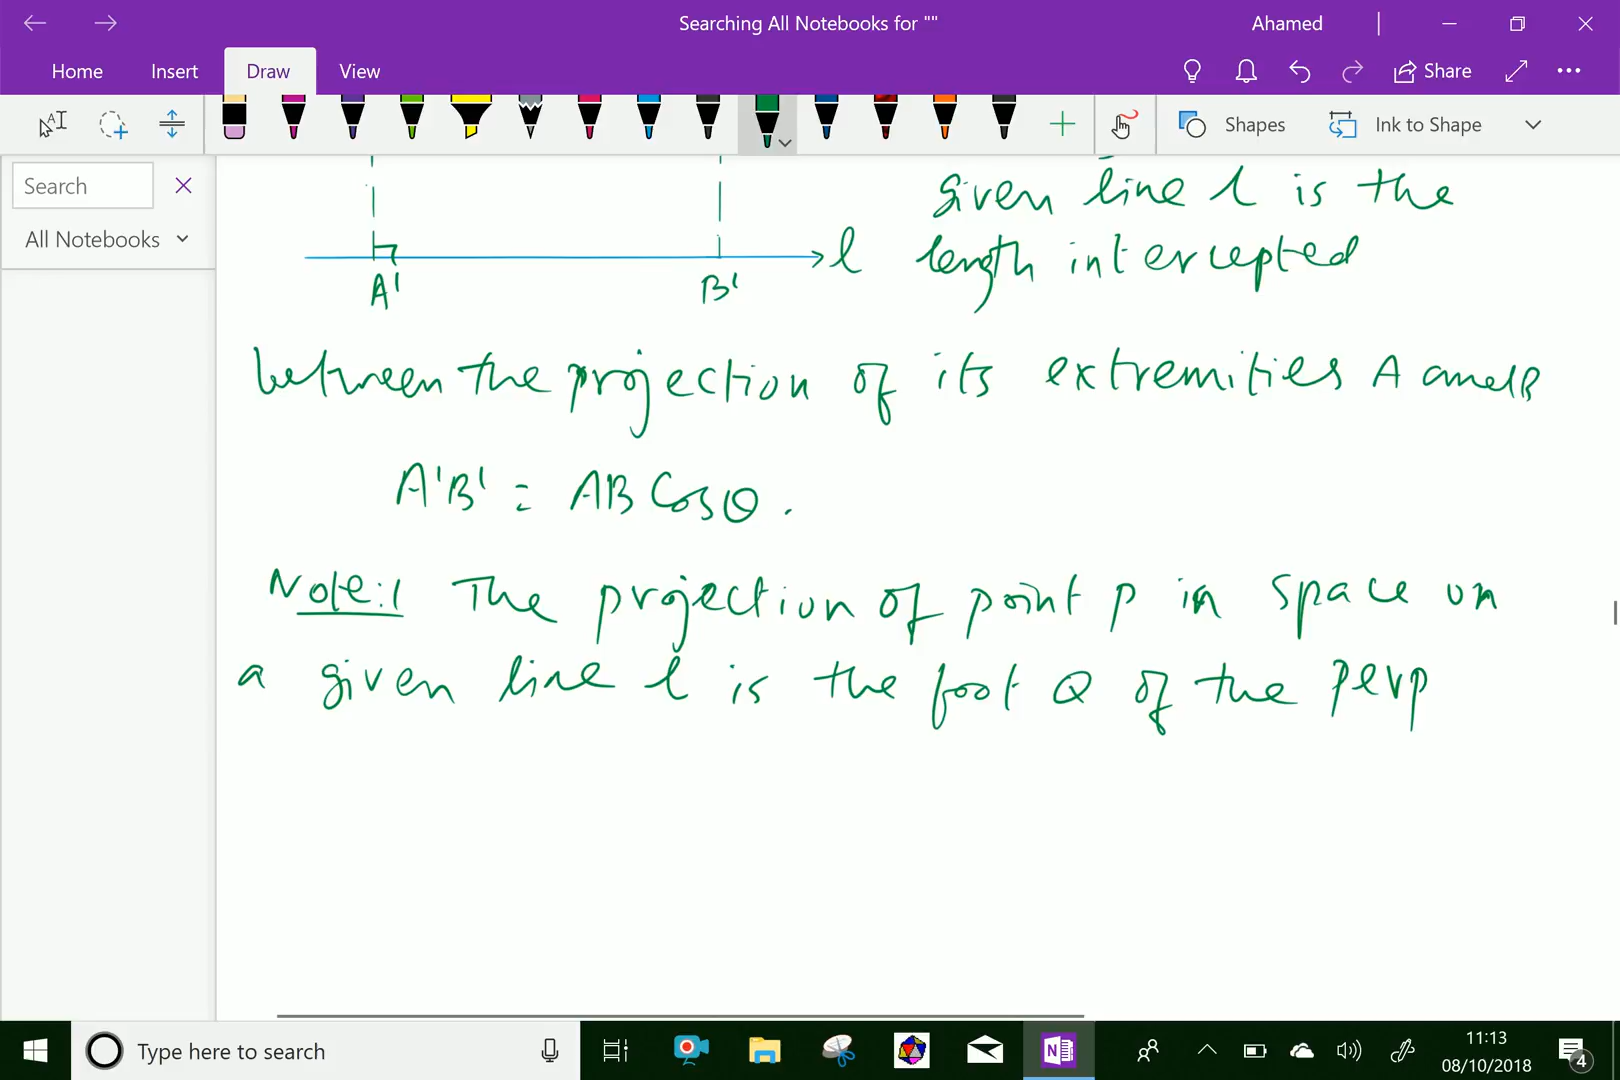 Searching All Notebooks for ""
Ahamed
Home
Insert
Draw
View
Share
Shapes
Ink to Shape
Search
All Notebooks
given line l is the
l length intercepted
A'
B'
between the projection of its extremities A and B
A'B' = AB Cosθ.
Note:1 The projection of point P in space on
a given line l is the foot Q of the perp
Type here to search
11:13
08/10/2018
4